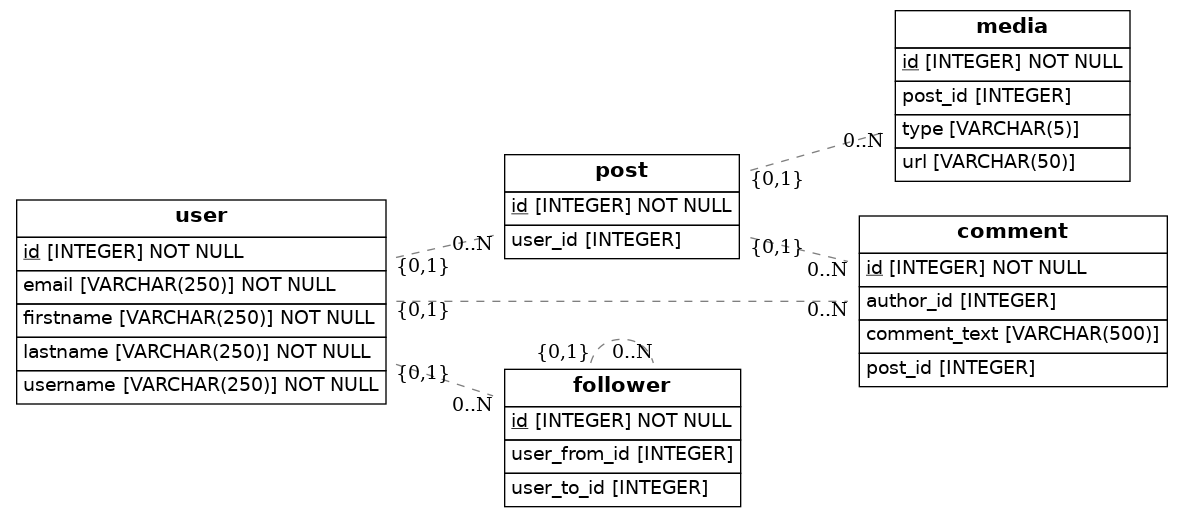 media
id [INTEGER] NOT NULL
post_id [INTEGER]
type [VARCHAR(5)]
url [VARCHAR(50)]
0..N
{0,1}
post
id [INTEGER] NOT NULL
user_id [INTEGER]
user
id [INTEGER] NOT NULL
email [VARCHAR(250)] NOT NULL
firstname [VARCHAR(250)] NOT NULL
lastname [VARCHAR(250)] NOT NULL
username [VARCHAR(250)] NOT NULL
0..N
{0,1}
{0,1}
0..N
comment
id [INTEGER] NOT NULL
author_id [INTEGER]
comment_text [VARCHAR(500)]
post_id [INTEGER]
{0,1}
0..N
{0,1}
0..N
{0,1}
0..N
follower
id [INTEGER] NOT NULL
user_from_id [INTEGER]
user_to_id [INTEGER]